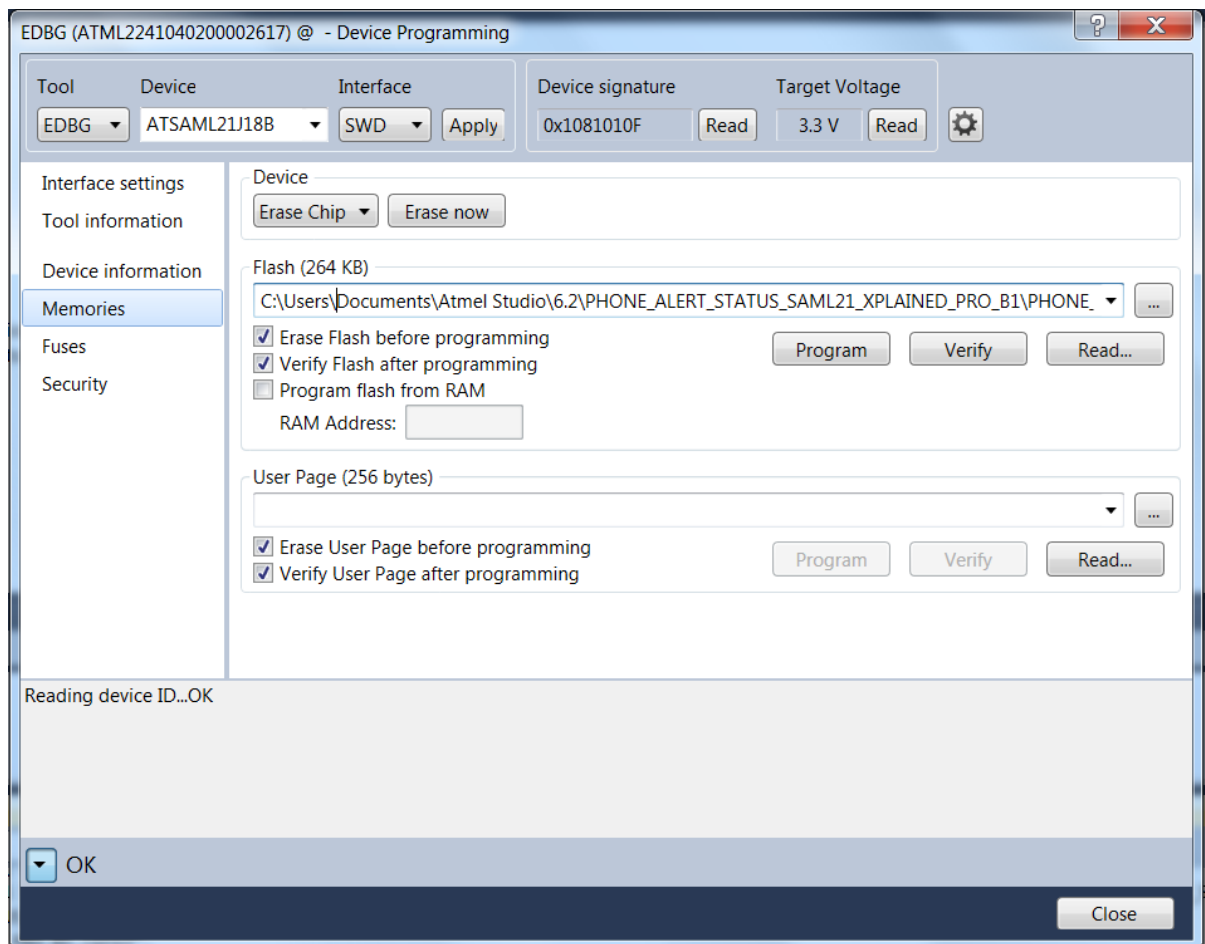 EDBG (ATML2241040200002617) @ - Device Programming
Tool Device Interface Device signature Target Voltage
EDBG ATSAML21J18B SWD Apply 0x1081010F Read 3.3 V Read
Interface settings
Tool information
Device information
Memories
Fuses
Security
Device
Erase Chip Erase now
Flash (264 KB)
C:\Users\Documents\Atmel Studio\6.2\PHONE_ALERT_STATUS_SAML21_XPLAINED_PRO_B1\PHONE_ ...
Erase Flash before programming
Verify Flash after programming
Program flash from RAM
RAM Address:
Program Verify Read...
User Page (256 bytes)
...
Erase User Page before programming
Verify User Page after programming
Program Verify Read...
Reading device ID...OK
OK
Close